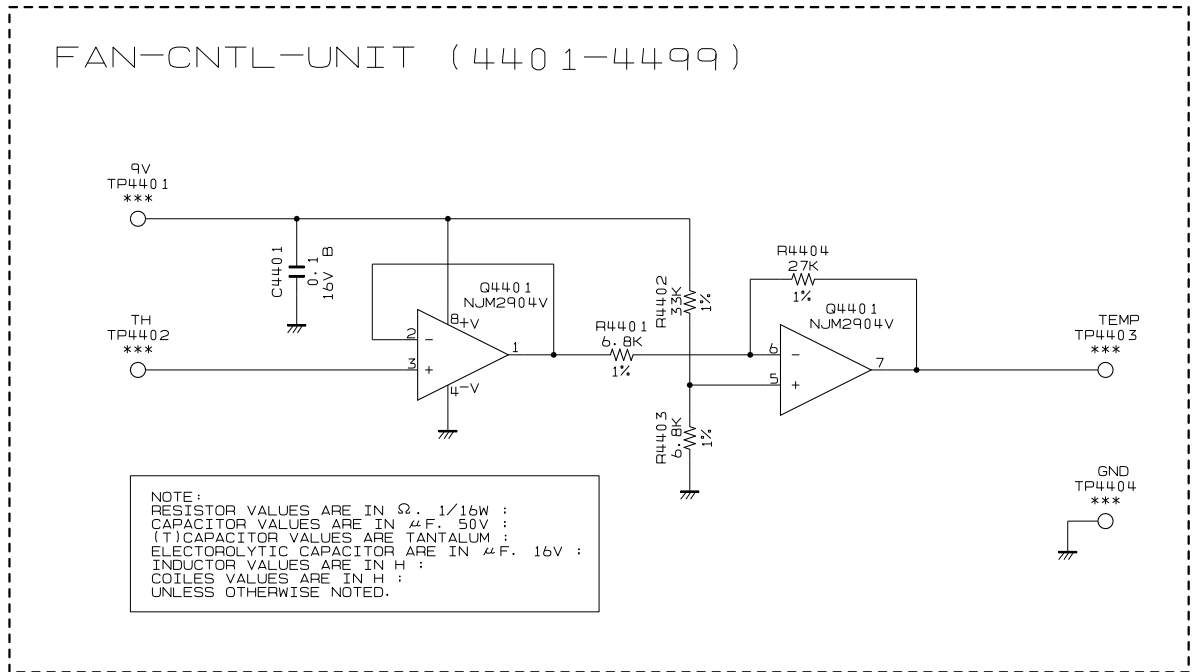 FAN-CNTL-UNIT (4401-4499)
9V
TP4401
***
C4401
0.1
16V
B
TH
TP4402
***
Q4401
NJM2904V
8
+V
2
-
3
+
1
4
-V
R4401
6.8K
1%
R4402
33K
1%
R4403
6.8K
1%
R4404
27K
1%
Q4401
NJM2904V
6
-
5
+
7
TEMP
TP4403
***
GND
TP4404
***
NOTE:
RESISTOR VALUES ARE IN Ω. 1/16W :
CAPACITOR VALUES ARE IN μF. 50V :
(T)CAPACITOR VALUES ARE TANTALUM :
ELECTOROLYTIC CAPACITOR ARE IN μF. 16V :
INDUCTOR VALUES ARE IN H :
COILES VALUES ARE IN H :
UNLESS OTHERWISE NOTED.